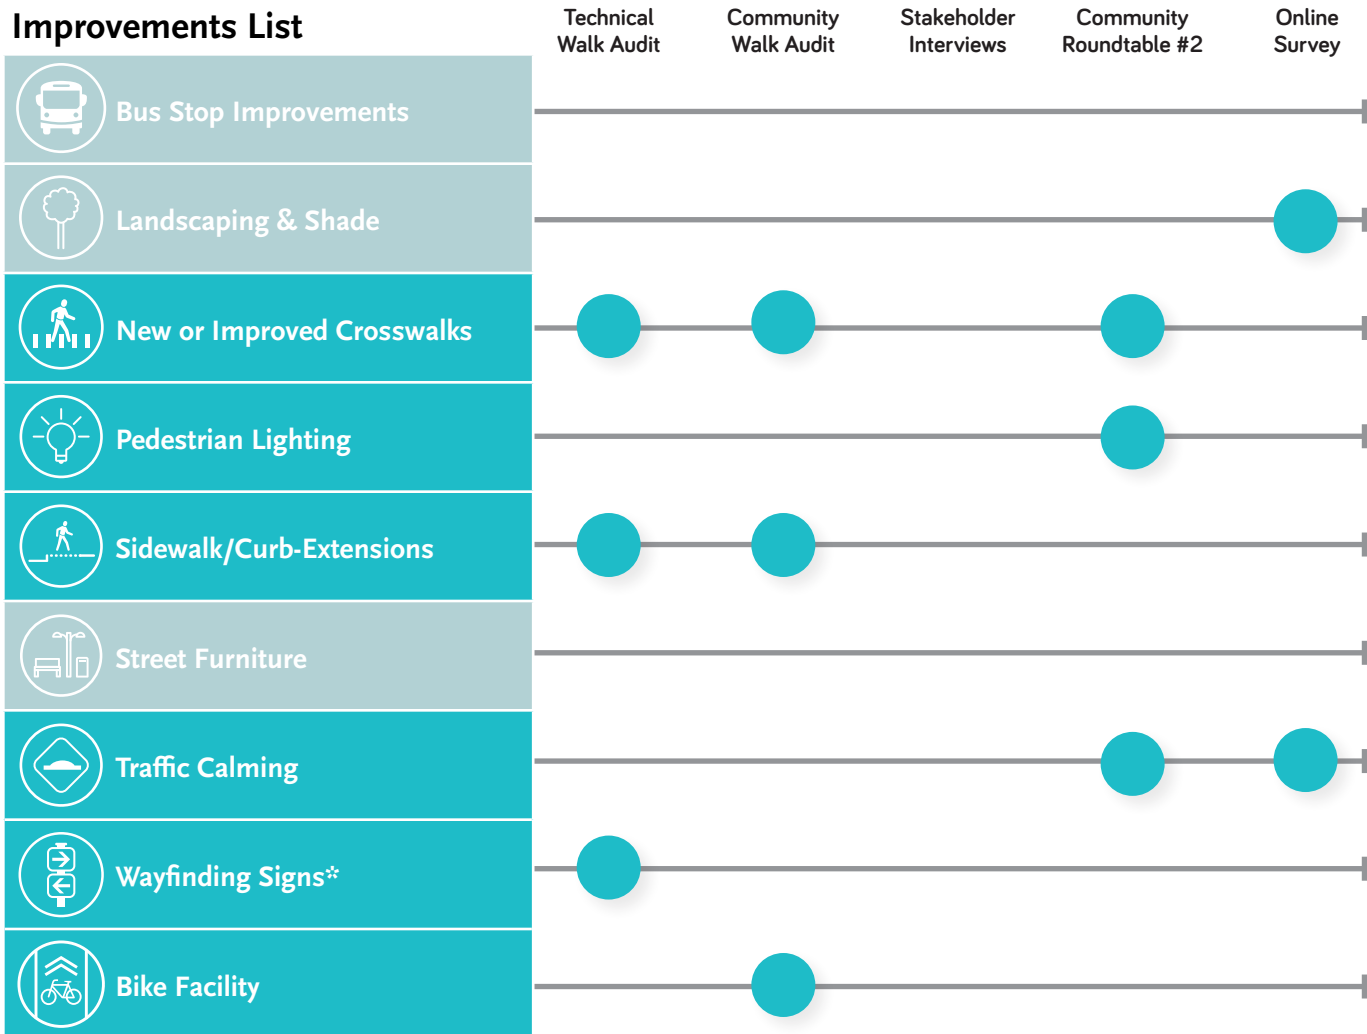 Improvements List
Technical
Walk Audit
Community
Walk Audit
Stakeholder
Interviews
Community
Roundtable #2
Online
Survey
Bus Stop Improvements
Landscaping & Shade
New or Improved Crosswalks
Pedestrian Lighting
Sidewalk/Curb-Extensions
Street Furniture
Traffic Calming
Wayfinding Signs*
Bike Facility